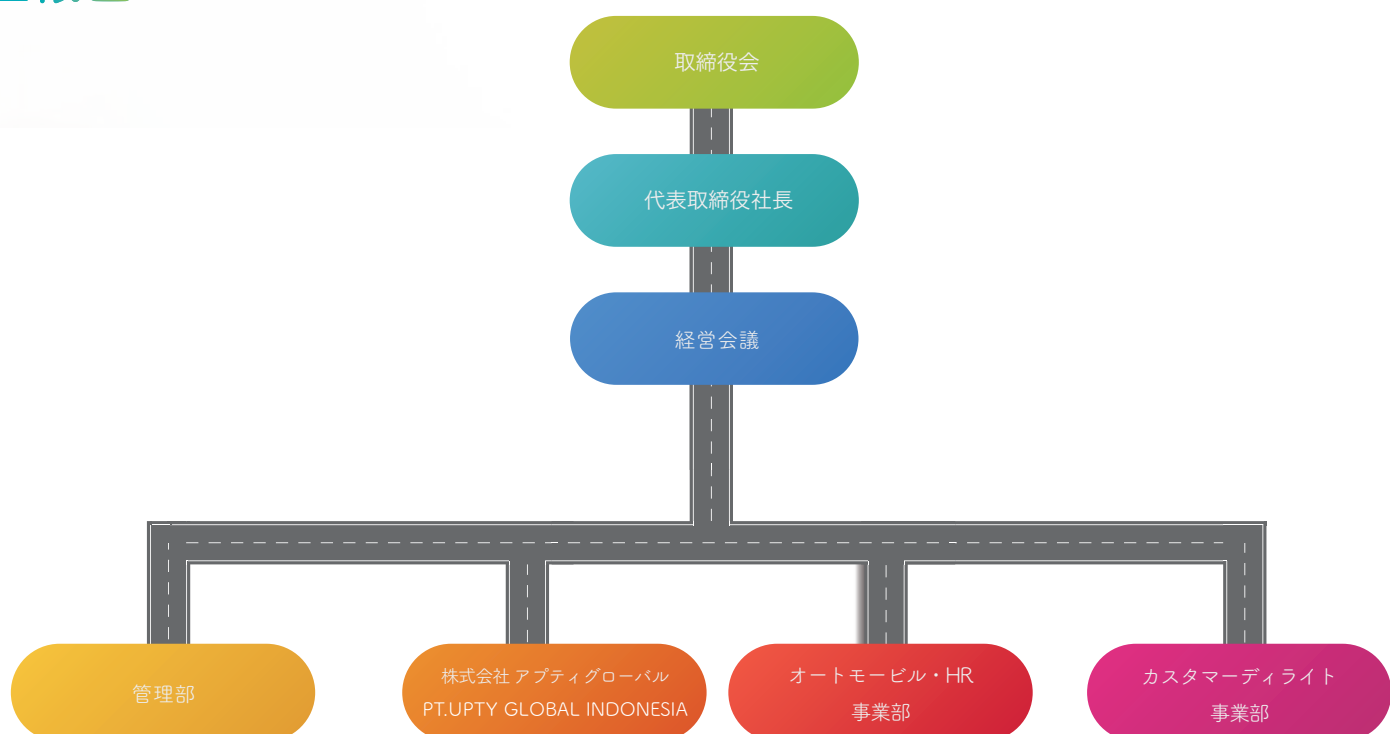 取締役会
代表取締役社長
経営会議
管理部
株式会社 アプティグローバル
PT.UPTY GLOBAL INDONESIA
オートモービル・HR
事業部
カスタマーディライト
事業部